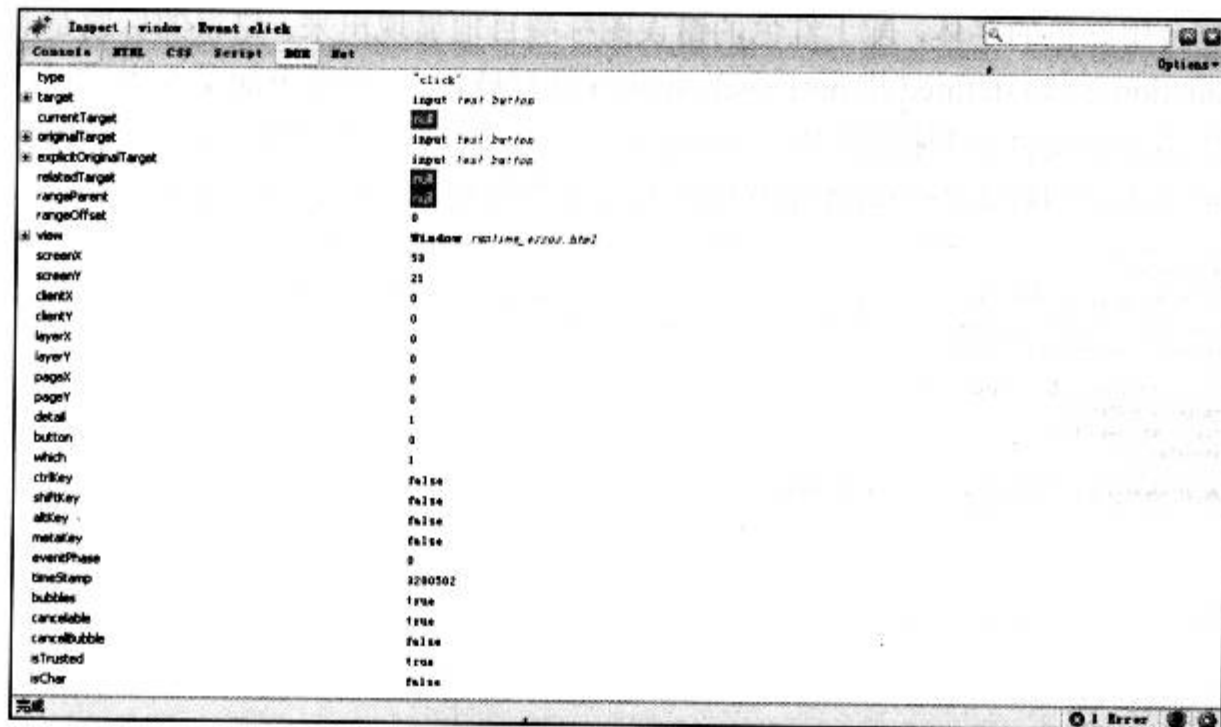 Inspect | window Event click
Console HTML CSS Script DOM Net
Options
type "click"
target input test button
currentTarget null
originalTarget input test button
explicitOriginalTarget input test button
relatedTarget null
rangeParent null
rangeOffset 0
view Window runtime_error.html
screenX 53
screenY 21
clientX 0
clientY 0
layerX 0
layerY 0
pageX 0
pageY 0
detail 1
button 0
which 1
ctrlKey false
shiftKey false
altKey false
metaKey false
eventPhase 0
timeStamp 3280502
bubbles true
cancelable true
cancelBubble false
isTrusted true
isChar false
完成
1 Error